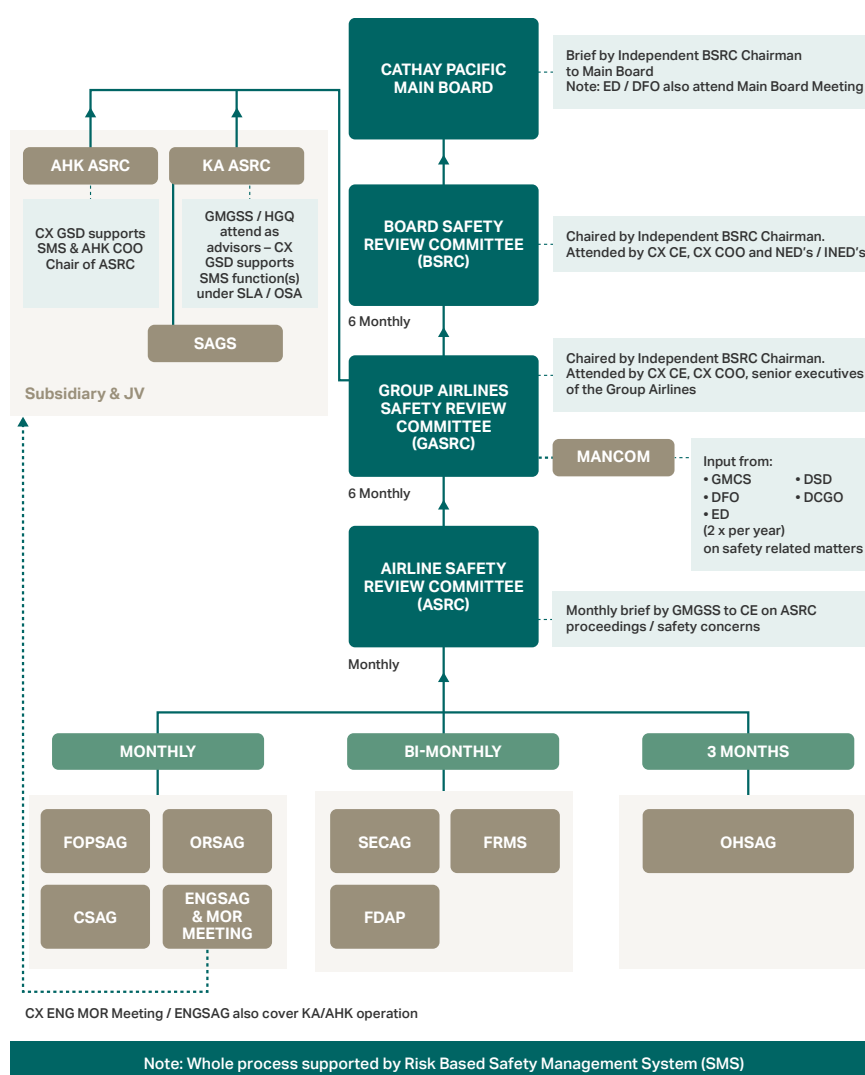 CATHAY PACIFIC
MAIN BOARD
Brief by Independent BSRC Chairman
to Main Board
Note: ED / DFO also attend Main Board Meeting
AHK ASRC
KA ASRC
CX GSD supports
SMS & AHK COO
Chair of ASRC
GMGSS / HGQ
attend as
advisors – CX
GSD supports
SMS function(s)
under SLA / OSA
SAGS
Subsidiary & JV
BOARD SAFETY
REVIEW COMMITTEE
(BSRC)
Chaired by Independent BSRC Chairman.
Attended by CX CE, CX COO and NED's / INED's
6 Monthly
GROUP AIRLINES
SAFETY REVIEW
COMMITTEE
(GASRC)
Chaired by Independent BSRC Chairman.
Attended by CX CE, CX COO, senior executives
of the Group Airlines
MANCOM
Input from:
• GMCS
• DSD
• DFO
• DCGO
• ED
(2 x per year)
on safety related matters
6 Monthly
AIRLINE SAFETY
REVIEW COMMITTEE
(ASRC)
Monthly brief by GMGSS to CE on ASRC
proceedings / safety concerns
Monthly
MONTHLY
BI-MONTHLY
3 MONTHS
FOPSAG
ORSAG
CSAG
ENGSAG
& MOR
MEETING
SECAG
FRMS
FDAP
OHSAG
CX ENG MOR Meeting / ENGSAG also cover KA/AHK operation
Note: Whole process supported by Risk Based Safety Management System (SMS)